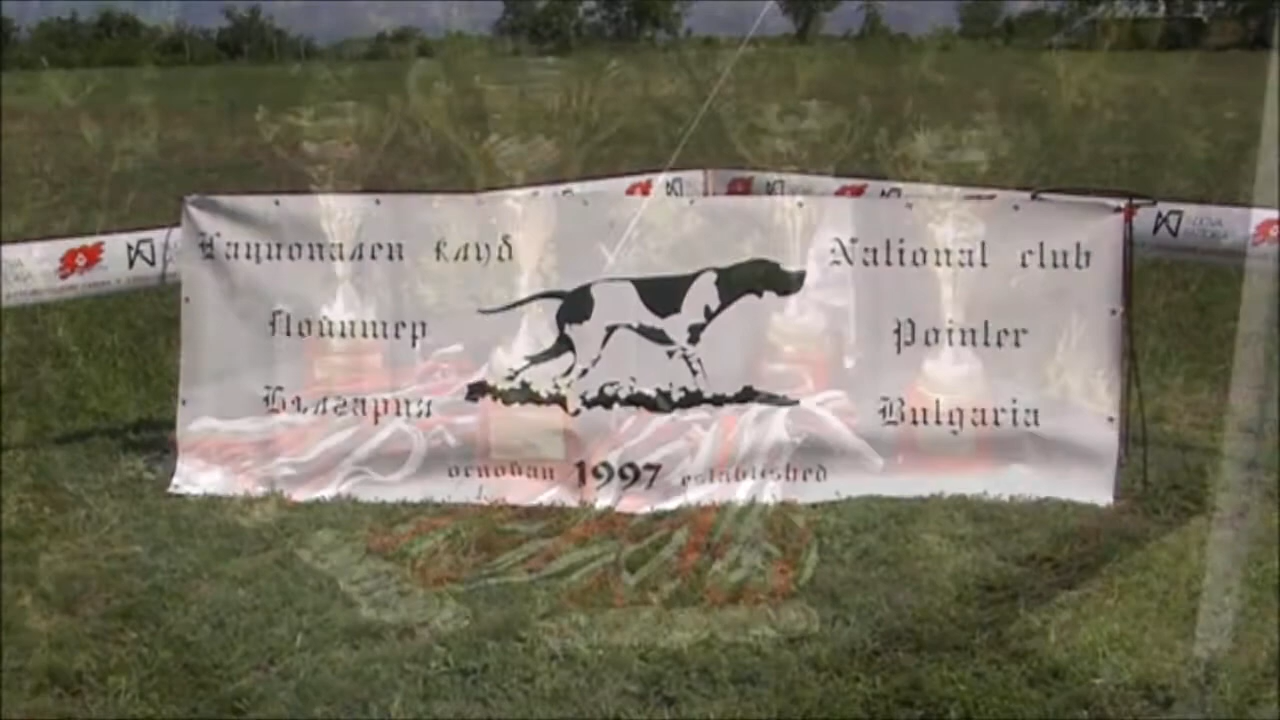 Национален клуб
Пойнтер
България
National club
Pointer
Bulgaria
основан 1997 established